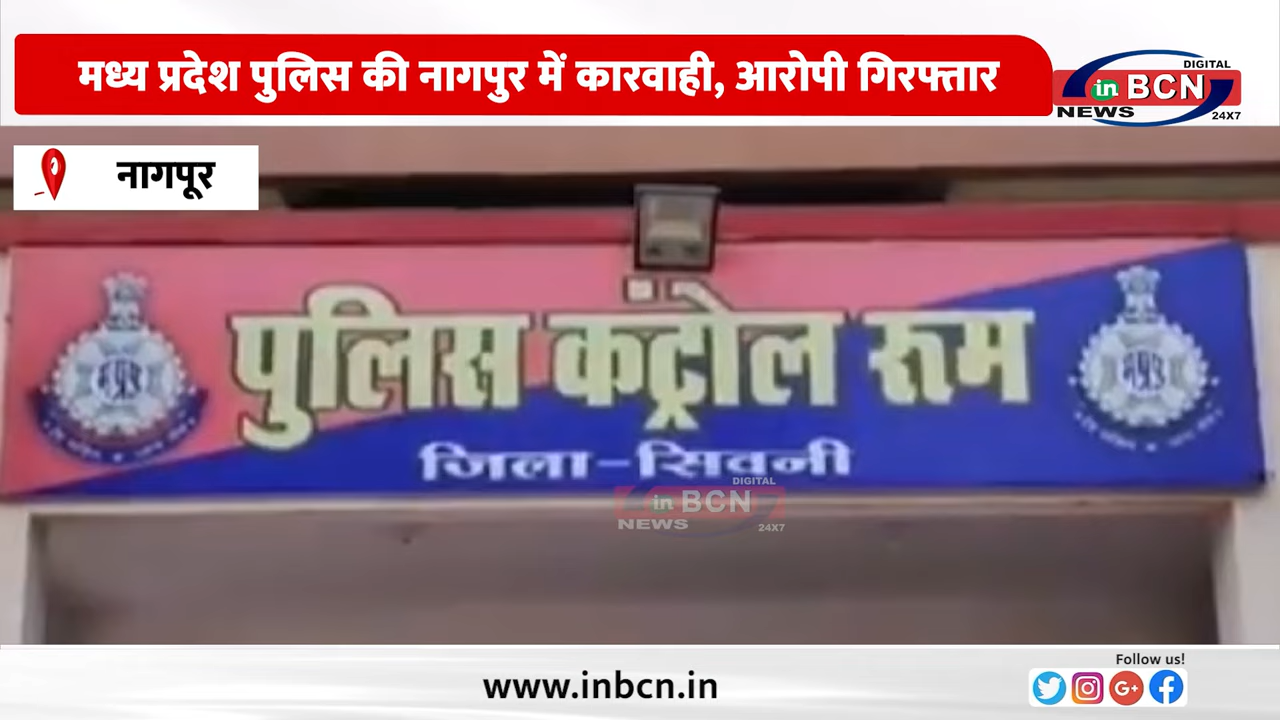 मध्य प्रदेश पुलिस की नागपुर में कारवाही, आरोपी गिरफ्तार
DIGITAL
in BCN
NEWS 24X7
नागपूर
पुलिस कंट्रोल रूम
जिला-सिवनी
DIGITAL
in BCN
NEWS 24X7
Follow us!
www.inbcn.in